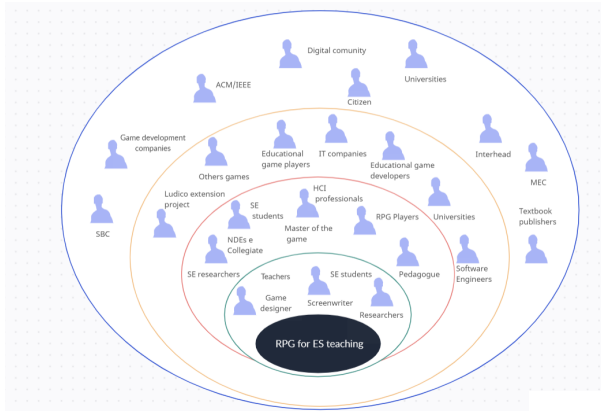 Digital comunity
Universities
ACM/IEEE
Citizen
Game development
companies
Interhead
MEC
Others games
Educational
game players
IT companies
Educational game
developers
Ludico extension
project
SE
students
HCI
professionals
RPG Players
Universities
Textbook
publishers
SBC
NDEs e
Collegiate
Master of the
game
SE researchers
Teachers
SE students
Pedagogue
Software
Engineers
Game
designer
Screenwriter
Researchers
RPG for ES teaching